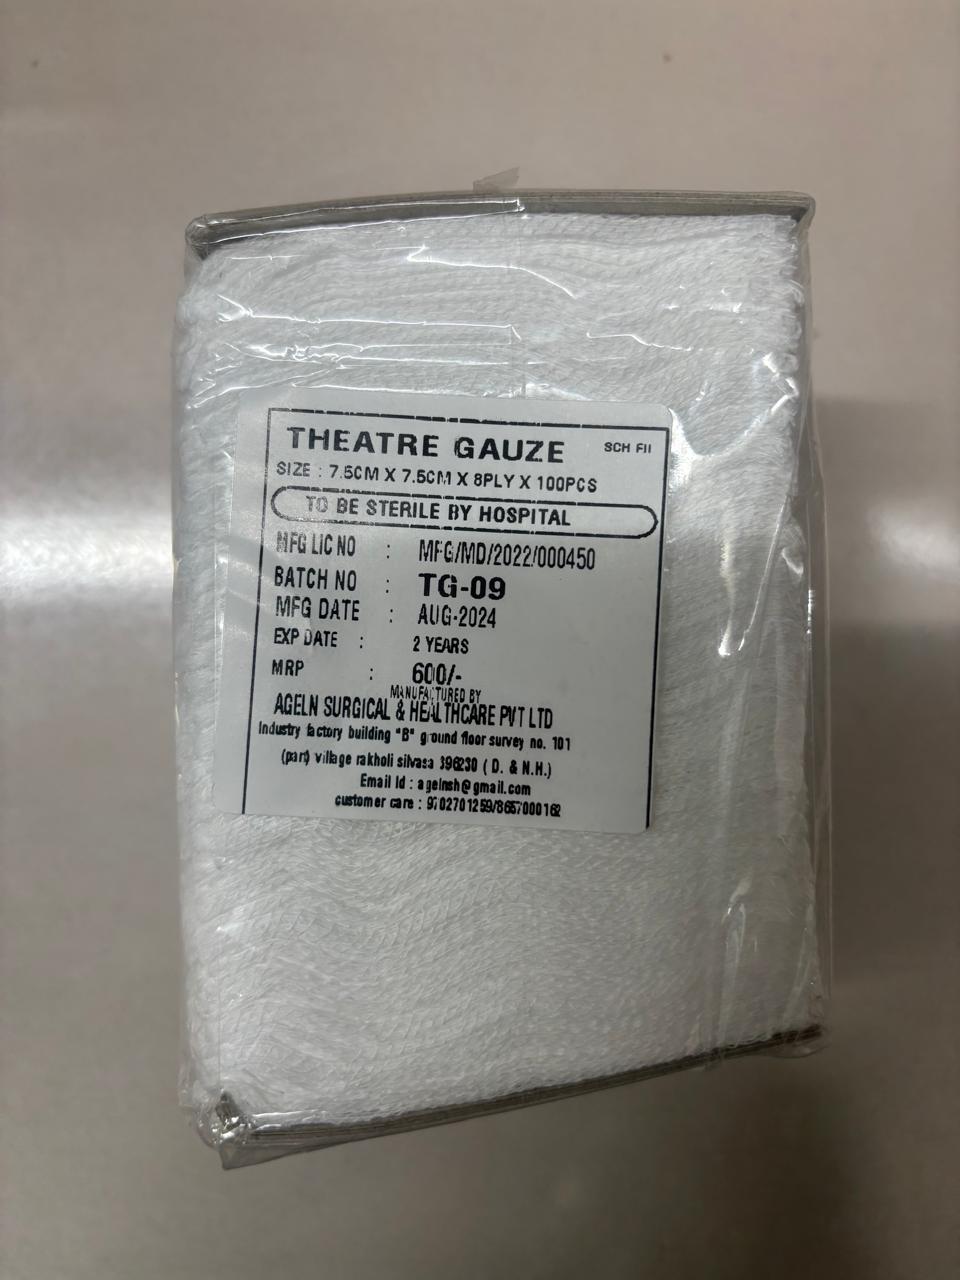 THEATRE GAUZE SCH FII
SIZE : 7.5CM X 7.5CM X 8PLY X 100PCS
TO BE STERILE BY HOSPITAL
MFG LIC NO : MFG/MD/2022/000450
BATCH NO : TG-09
MFG DATE : AUG-2024
EXP DATE : 2 YEARS
MRP : 600/-
MANUFACTURED BY
AGELN SURGICAL & HEALTHCARE PVT LTD
Industry factory building "B" ground floor survey no. 101
(part) village rakholi silvasa 396230 ( D. & N.H.)
Email Id : agelnsh@gmail.com
customer care : 9702701259/8657000162